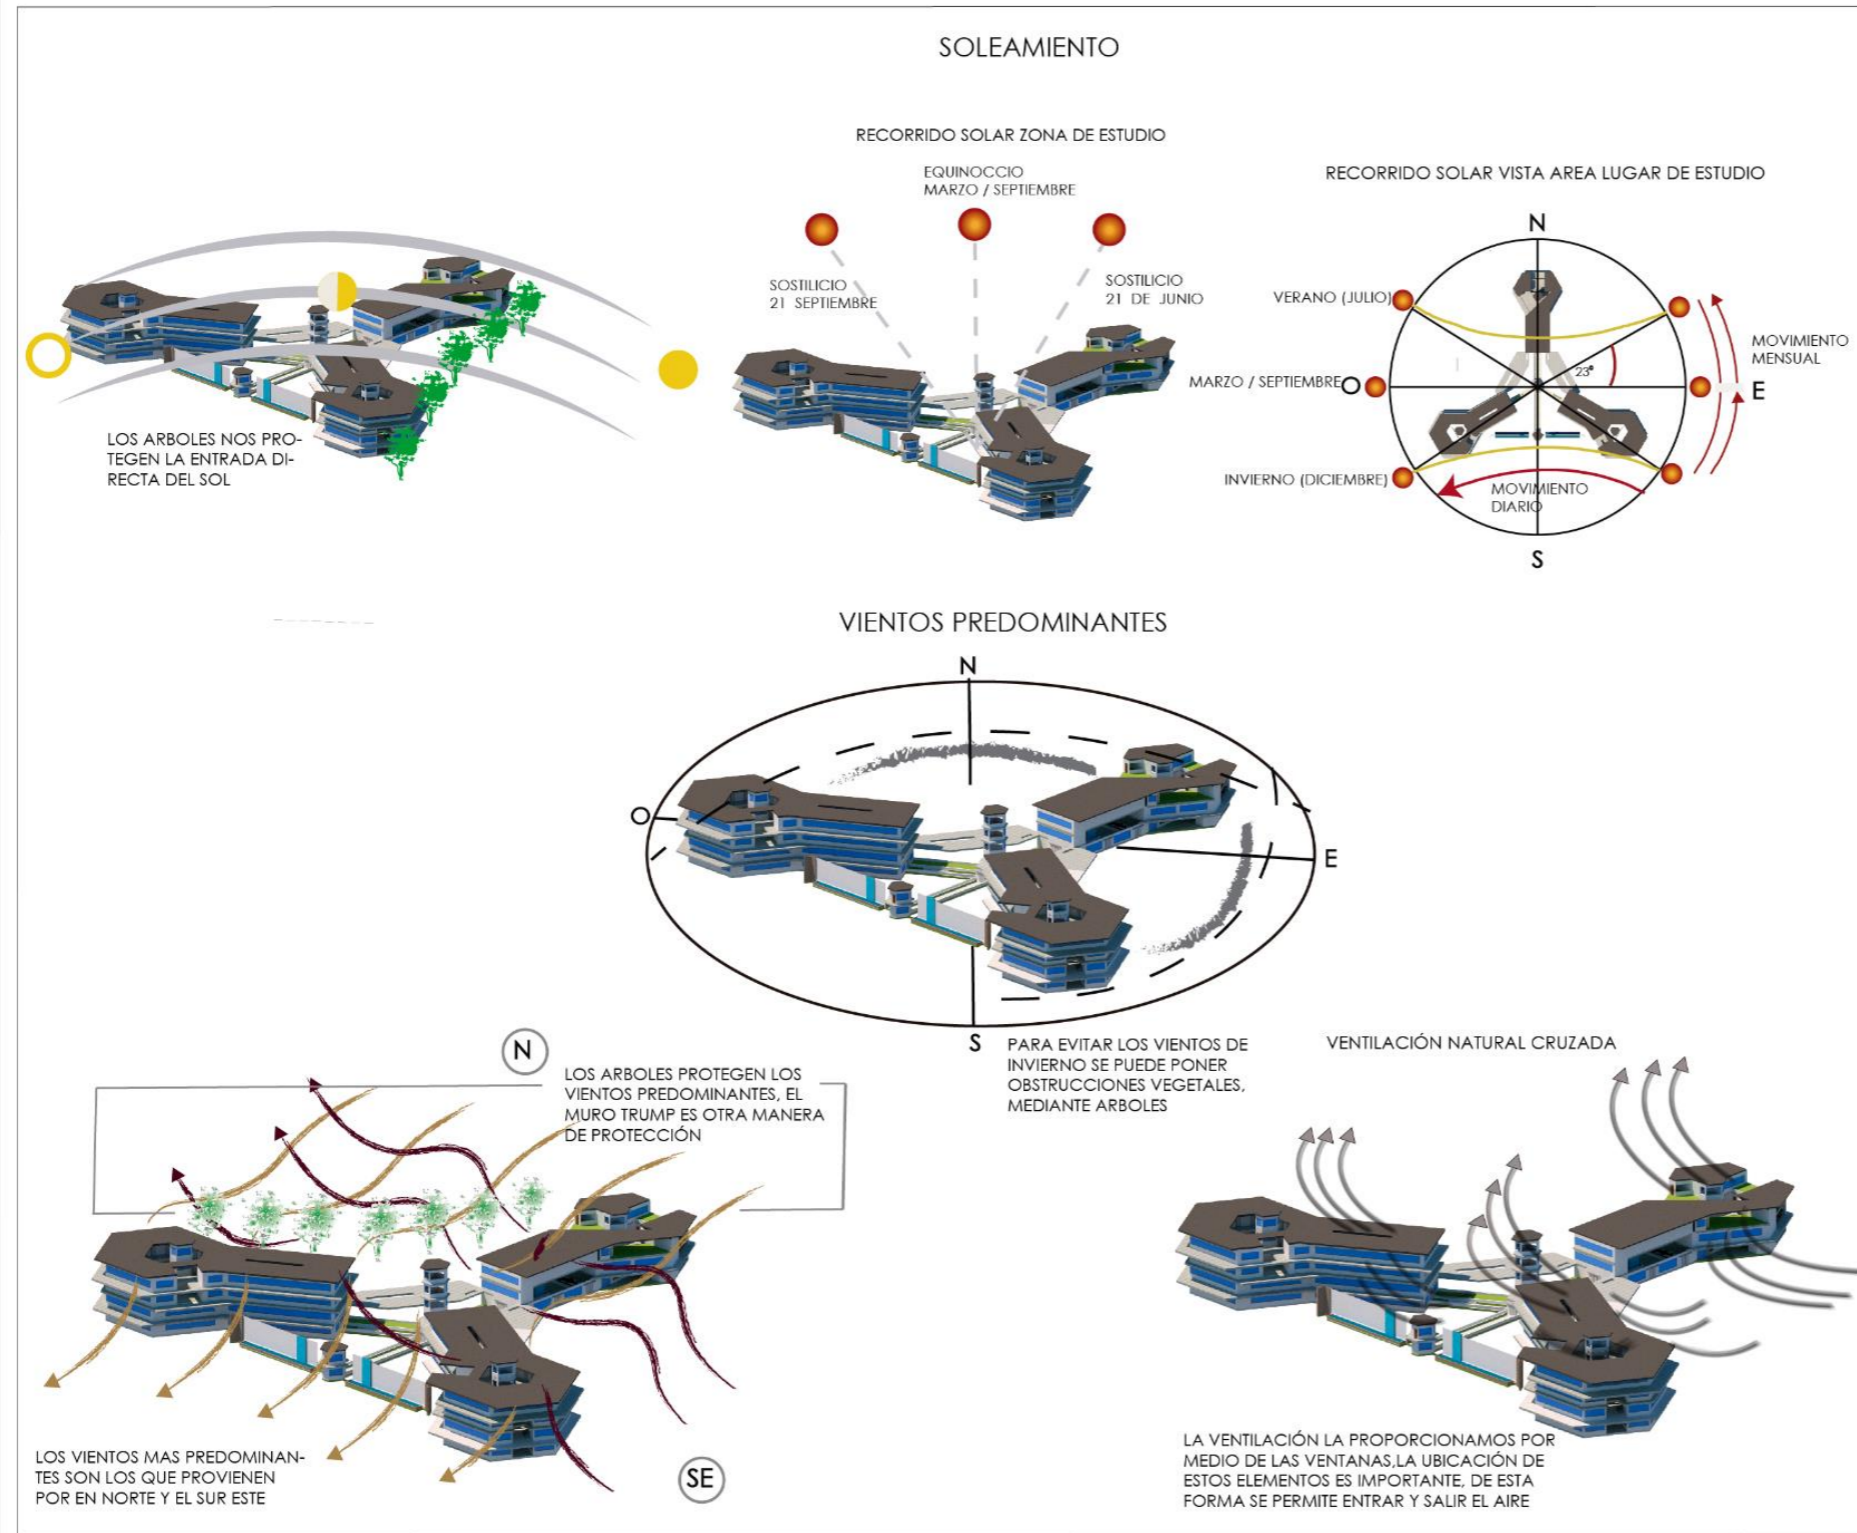 SOLEAMIENTO
RECORRIDO SOLAR ZONA DE ESTUDIO
EQUINOCCIO
MARZO / SEPTIEMBRE
SOSTILICIO
21 SEPTIEMBRE
SOSTILICIO
21 DE JUNIO
LOS ARBOLES NOS PRO-
TEGEN LA ENTRADA DI-
RECTA DEL SOL
RECORRIDO SOLAR VISTA AREA LUGAR DE ESTUDIO
N
VERANO (JULIO)
MOVIMIENTO
MENSUAL
23°
MARZO / SEPTIEMBRE
O
E
INVIERNO (DICIEMBRE)
MOVIMIENTO
DIARIO
S
VIENTOS PREDOMINANTES
N
O
E
S
PARA EVITAR LOS VIENTOS DE
INVIERNO SE PUEDE PONER
OBSTRUCCIONES VEGETALES,
MEDIANTE ARBOLES
N
LOS ARBOLES PROTEGEN LOS
VIENTOS PREDOMINANTES, EL
MURO TRUMP ES OTRA MANERA
DE PROTECCIÓN
LOS VIENTOS MAS PREDOMINAN-
TES SON LOS QUE PROVIENEN
POR EN NORTE Y EL SUR ESTE
SE
VENTILACIÓN NATURAL CRUZADA
LA VENTILACIÓN LA PROPORCIONAMOS POR
MEDIO DE LAS VENTANAS,LA UBICACIÓN DE
ESTOS ELEMENTOS ES IMPORTANTE, DE ESTA
FORMA SE PERMITE ENTRAR Y SALIR EL AIRE